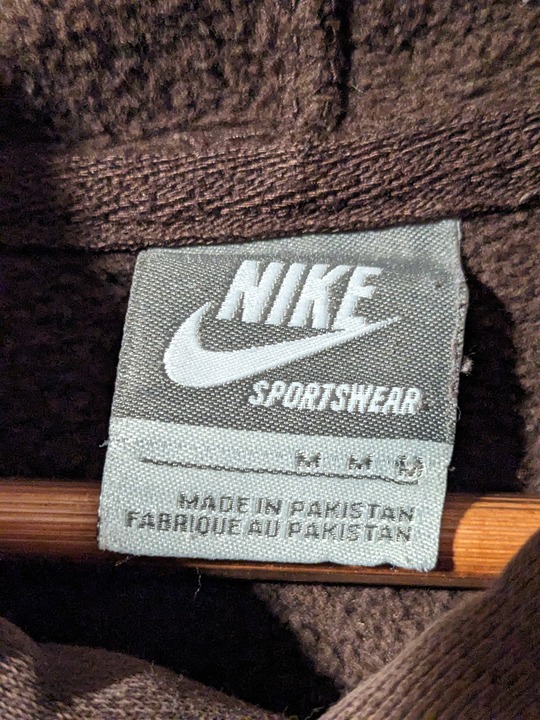 NIKE
SPORTSWEAR
M M M
MADE IN PAKISTAN
FABRIQUE AU PAKISTAN